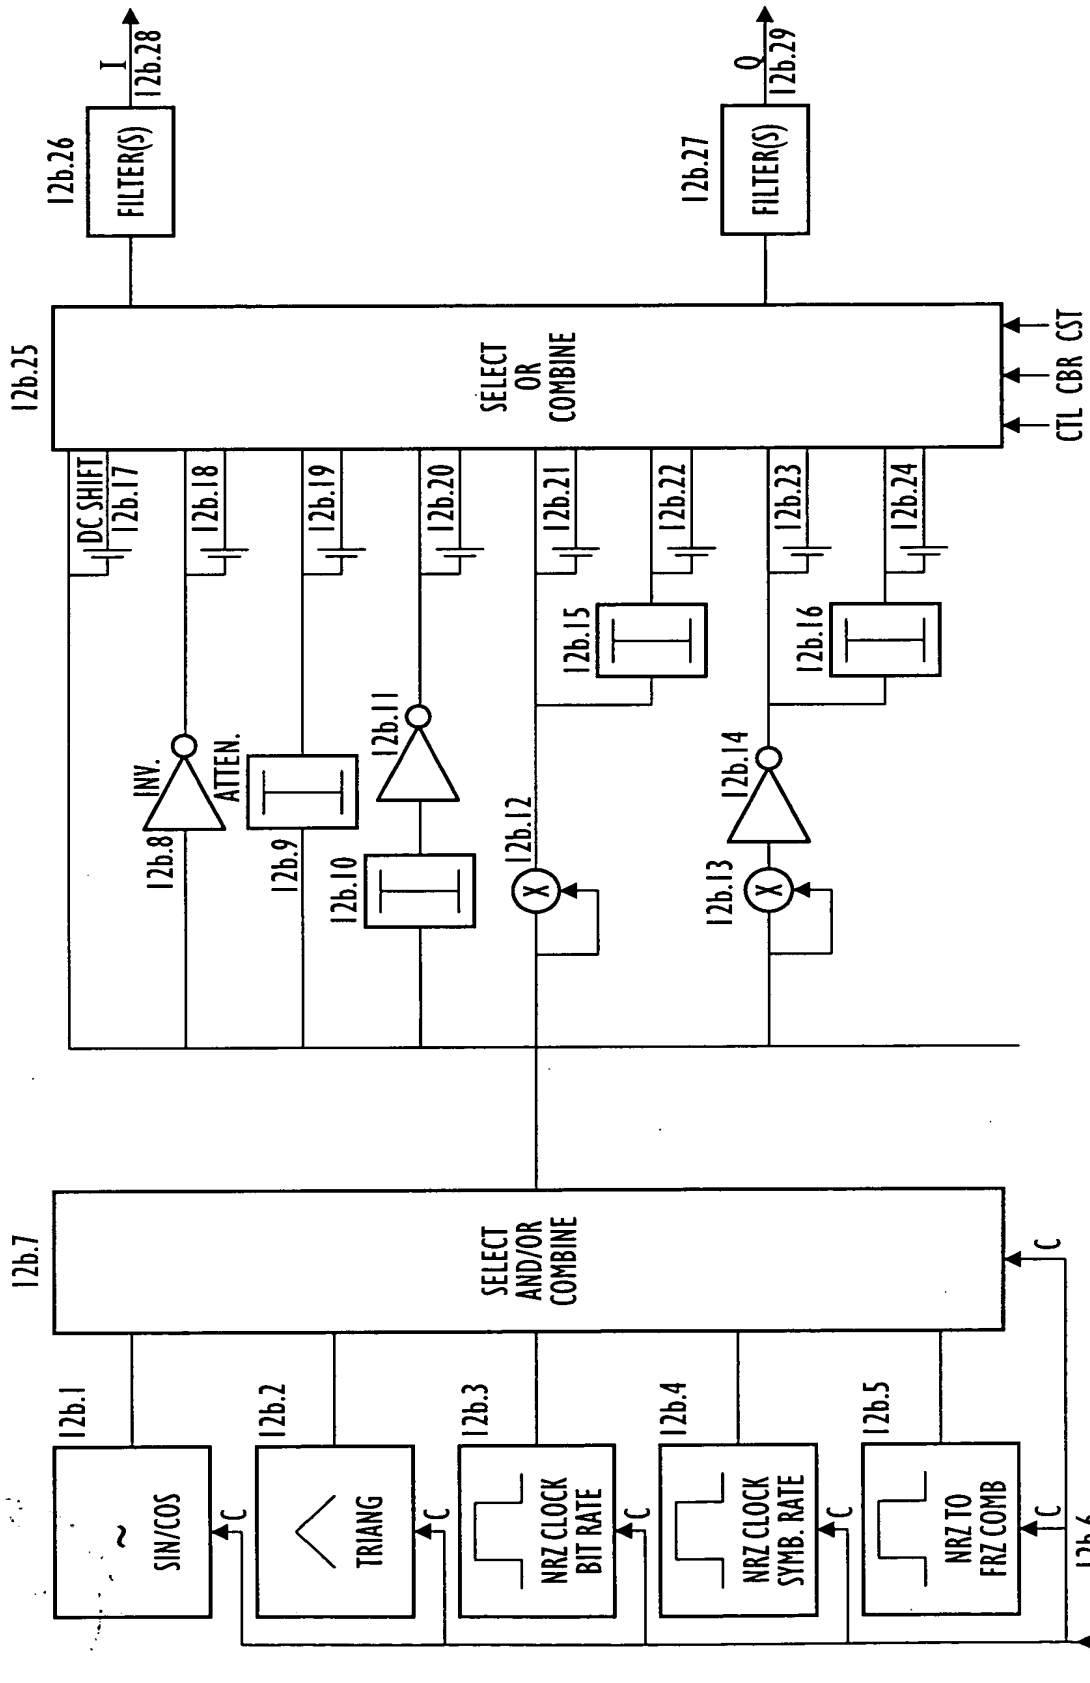 12b.1
~
SIN/COS
C
12b.2
TRIANG
C
12b.3
NRZ CLOCK
BIT RATE
C
12b.4
NRZ CLOCK
SYMB. RATE
C
12b.5
NRZ TO
FRZ COMB
C
12b.6
12b.7
SELECT
AND/OR
COMBINE
C
INV.
12b.8
ATTEN.
12b.9
12b.10
12b.11
12b.12
X
12b.13
X
12b.14
12b.15
12b.16
DC SHIFT
12b.17
12b.18
12b.19
12b.20
12b.21
12b.22
12b.23
12b.24
12b.25
SELECT
OR
COMBINE
CTL CBR CST
12b.26
FILTER(S)
I
12b.28
12b.27
FILTER(S)
Q
12b.29